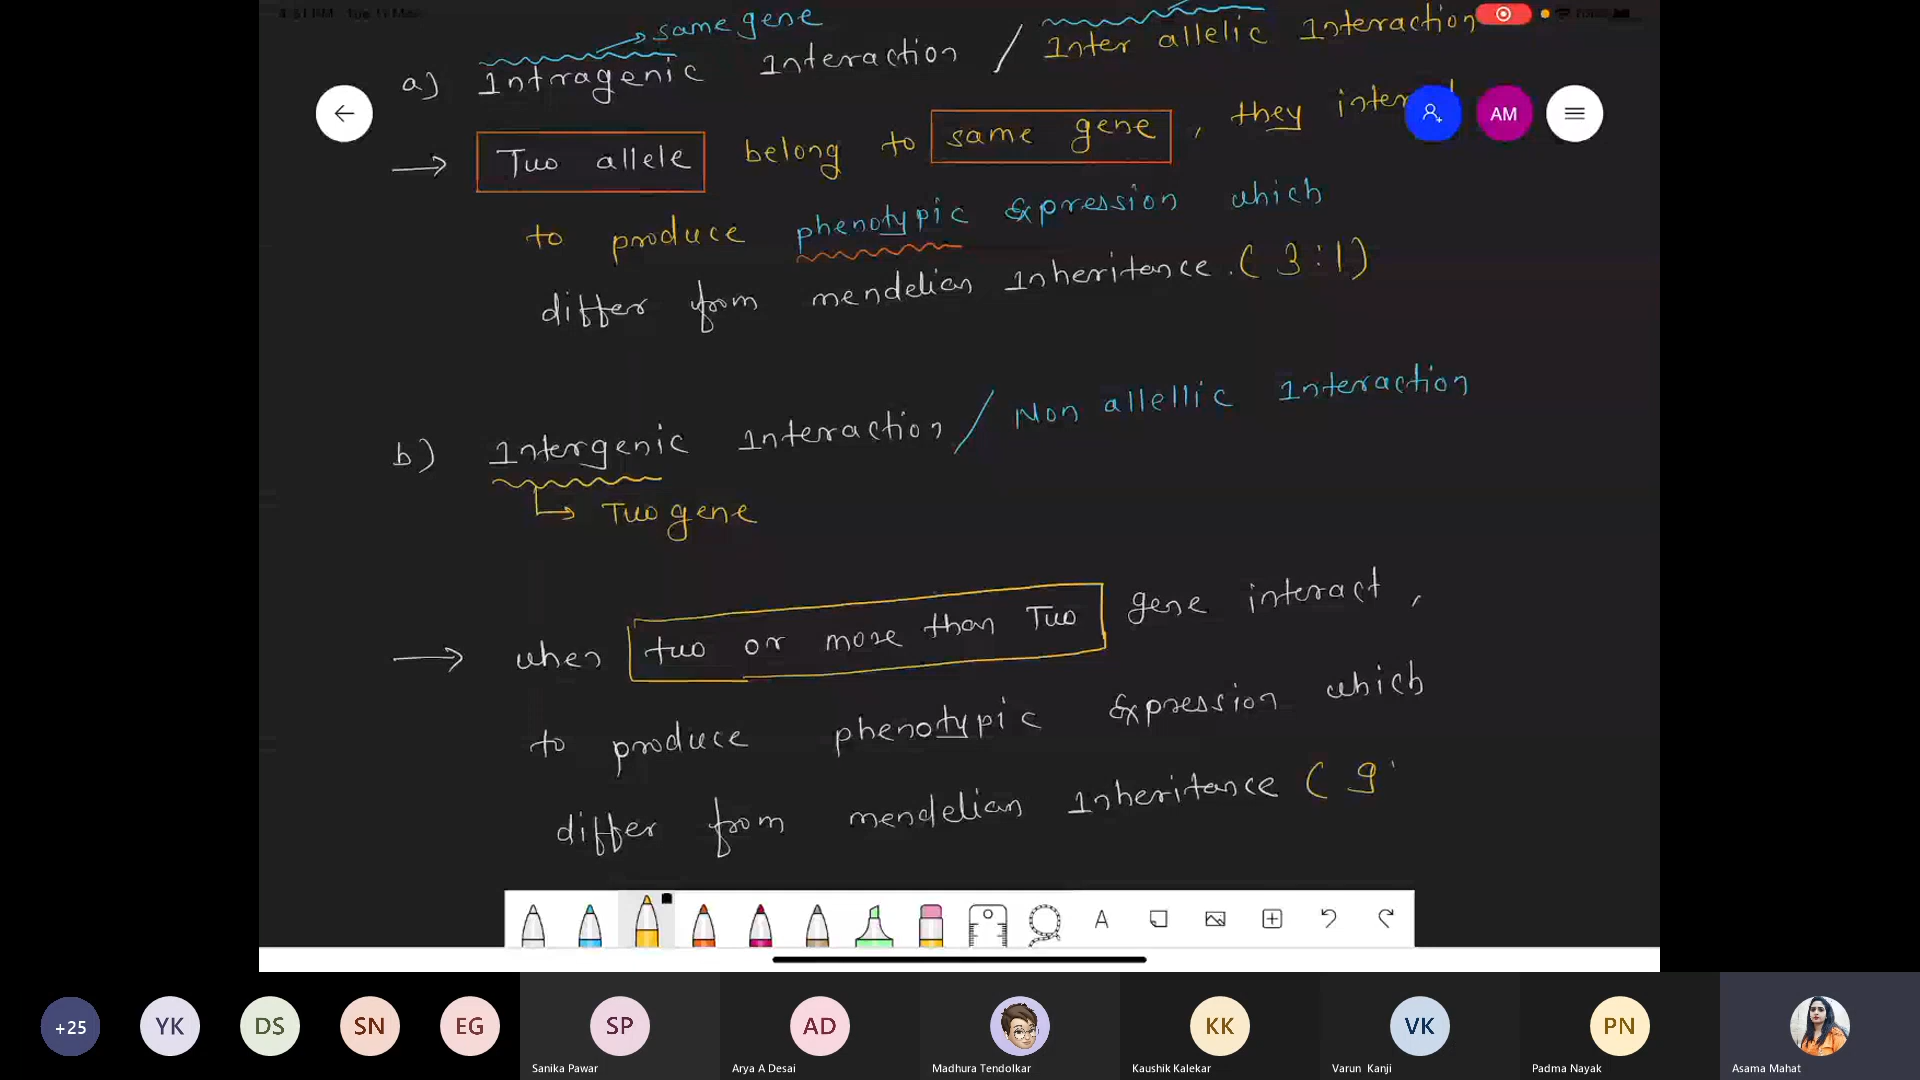 same gene
a) Intragenic Interaction / Inter allelic Interaction
→ Two allele belong to same gene, they
to produce phenotypic expression which
differ from mendelian Inheritance. (3:1)
b) Intergenic Interaction / Non allellic Interaction
Two gene
→ when two or more than Two gene interact,
to produce phenotypic expression which
differ from mendelian Inheritance ( 9
AM
A
+25
YK
DS
SN
EG
SP
AD
KK
VK
PN
Sanika Pawar
Arya A Desai
Madhura Tendolkar
Kaushik Kalekar
Varun Kanji
Padma Nayak
Asama Mahat